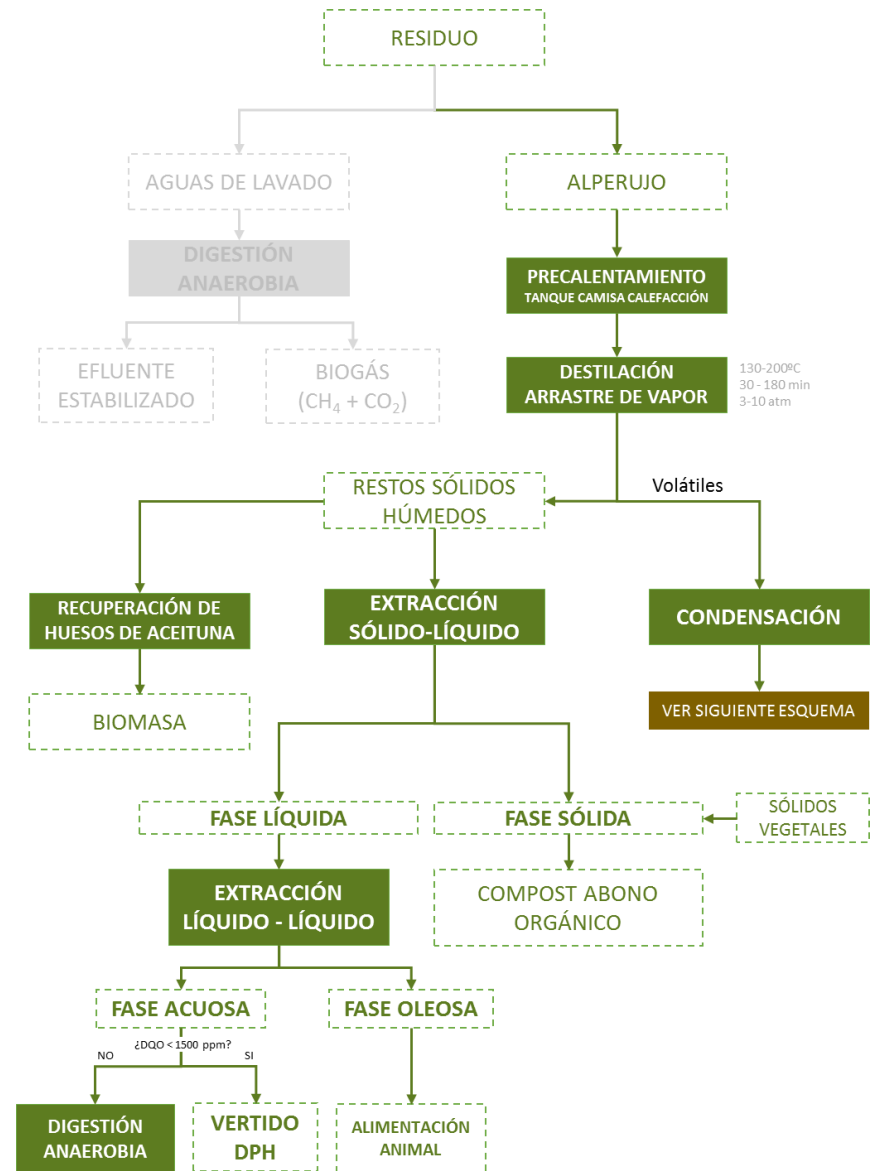 RESIDUO
AGUAS DE LAVADO
ALPERUJO
DIGESTIÓN
ANAEROBIA
PRECALENTAMIENTO
TANQUE CAMISA CALEFACCIÓN
EFLUENTE
ESTABILIZADO
BIOGÁS
(CH₄ + CO₂)
DESTILACIÓN
ARRASTRE DE VAPOR
130-200ºC
30 - 180 min
3-10 atm
RESTOS SÓLIDOS
HÚMEDOS
Volátiles
RECUPERACIÓN DE
HUESOS DE ACEITUNA
EXTRACCIÓN
SÓLIDO-LÍQUIDO
CONDENSACIÓN
BIOMASA
VER SIGUIENTE ESQUEMA
FASE LÍQUIDA
FASE SÓLIDA
SÓLIDOS
VEGETALES
EXTRACCIÓN
LÍQUIDO - LÍQUIDO
COMPOST ABONO
ORGÁNICO
FASE ACUOSA
FASE OLEOSA
¿DQO < 1500 ppm?
NO
SI
DIGESTIÓN
ANAEROBIA
VERTIDO
DPH
ALIMENTACIÓN
ANIMAL